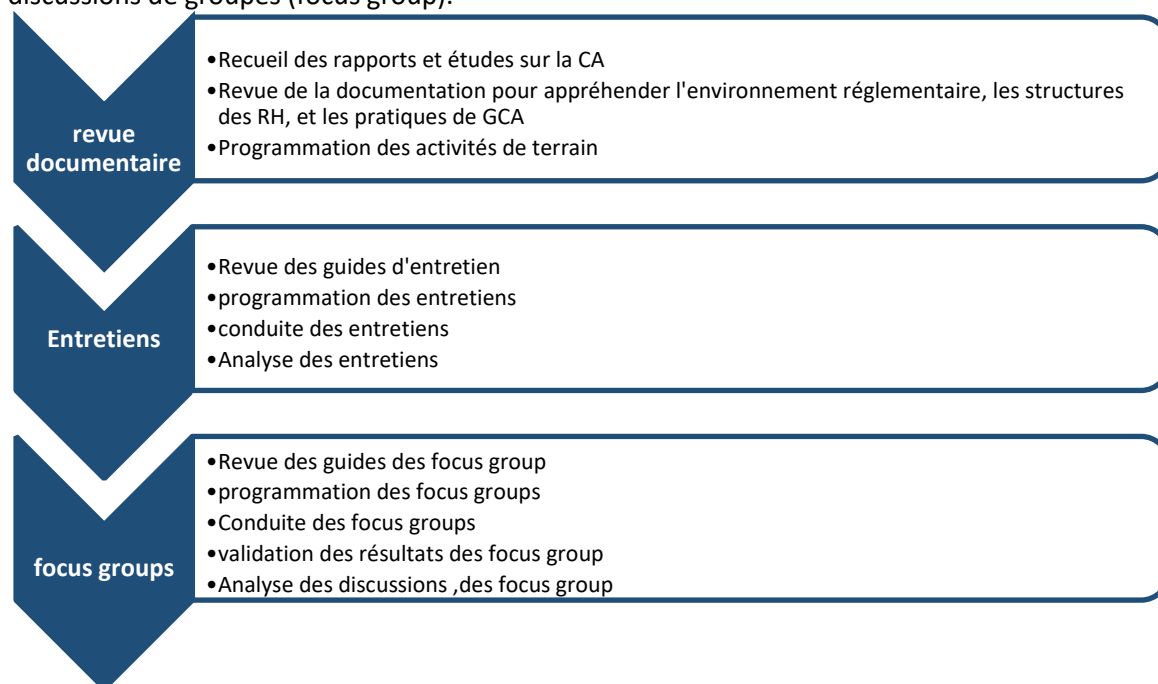 discussions de groupes (focus group).
revue
documentaire
•Recueil des rapports et études sur la CA
•Revue de la documentation pour appréhender l'environnement réglementaire, les structures
des RH, et les pratiques de GCA
•Programmation des activités de terrain
Entretiens
•Revue des guides d'entretien
•programmation des entretiens
•conduite des entretiens
•Analyse des entretiens
focus groups
•Revue des guides des focus group
•programmation des focus groups
•Conduite des focus groups
•validation des résultats des focus group
•Analyse des discussions ,des focus group